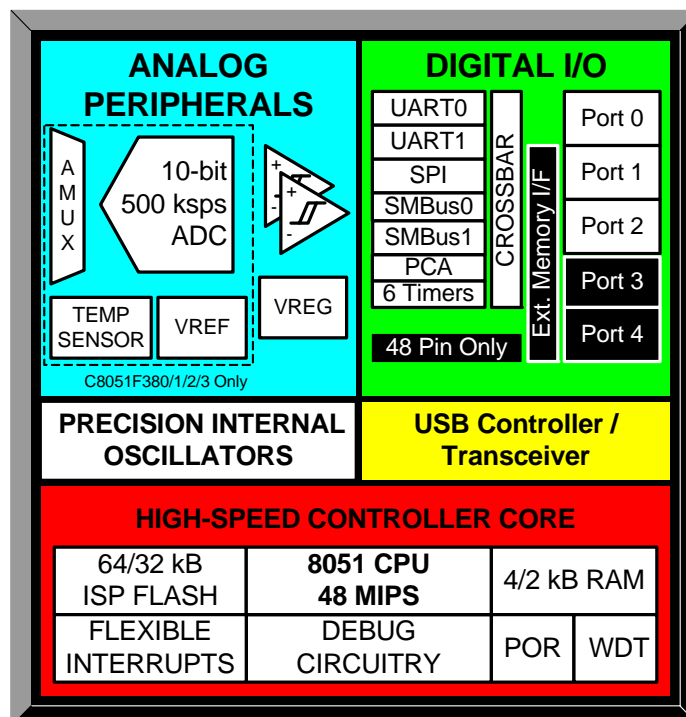 ANALOG
PERIPHERALS
A
M
U
X
10-bit
500 ksps
ADC
+
-
+
-
TEMP
SENSOR
VREF
VREG
C8051F380/1/2/3 Only
DIGITAL I/O
UART0
UART1
SPI
SMBus0
SMBus1
PCA
6 Timers
CROSSBAR
Ext. Memory I/F
Port 0
Port 1
Port 2
Port 3
Port 4
48 Pin Only
PRECISION INTERNAL
OSCILLATORS
USB Controller /
Transceiver
HIGH-SPEED CONTROLLER CORE
64/32 kB
ISP FLASH
8051 CPU
48 MIPS
4/2 kB RAM
FLEXIBLE
INTERRUPTS
DEBUG
CIRCUITRY
POR
WDT